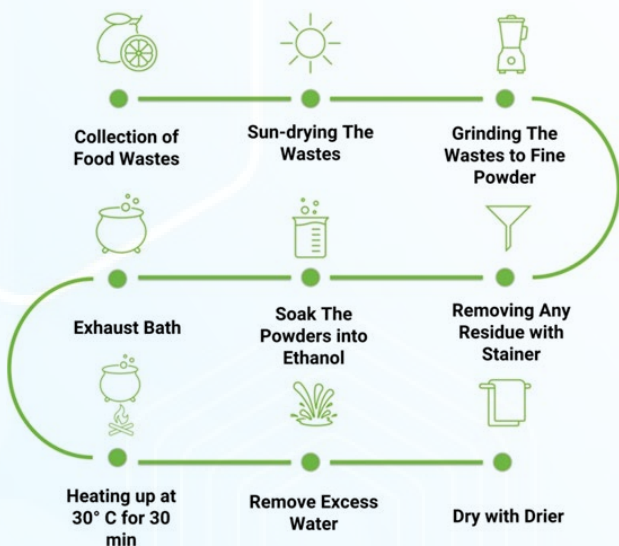 Collection of
Food Wastes
Sun-drying The
Wastes
Grinding The
Wastes to Fine
Powder
Removing Any
Residue with
Stainer
Soak The
Powders into
Ethanol
Exhaust Bath
Heating up at
30° C for 30
min
Remove Excess
Water
Dry with Drier